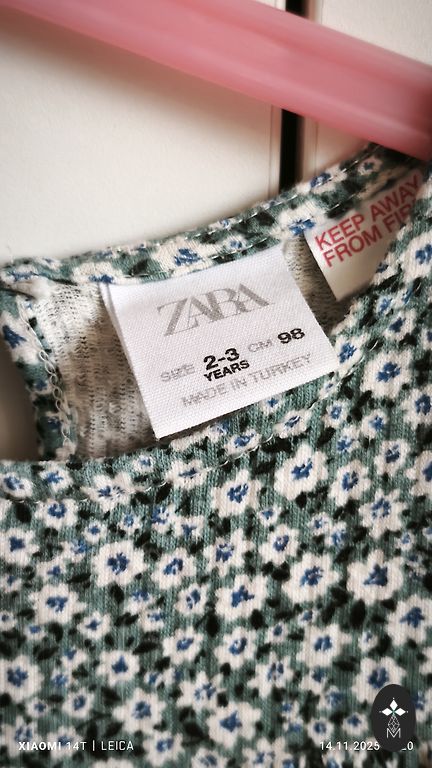 KEEP AWAY
FROM FIR
ZARA
SIZE 2-3 YEARS CM 98
MADE IN TURKEY
XIAOMI 14T | LEICA
14.11.2025
M